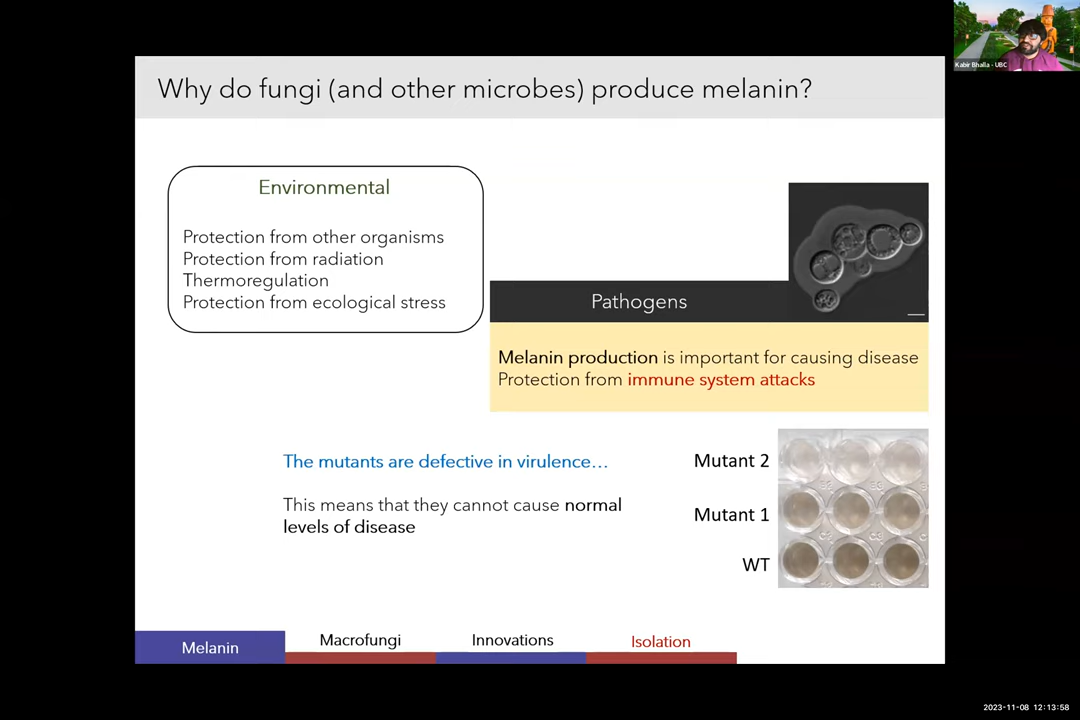 Kabir Bhalla - UBC
Why do fungi (and other microbes) produce melanin?
Environmental
Protection from other organisms
Protection from radiation
Thermoregulation
Protection from ecological stress
Pathogens
Melanin production is important for causing disease
Protection from immune system attacks
The mutants are defective in virulence…
This means that they cannot cause normal
levels of disease
Mutant 2
Mutant 1
WT
Melanin
Macrofungi
Innovations
Isolation
2023-11-08 12:13:58